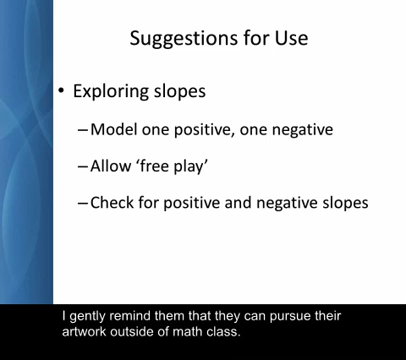 Suggestions for Use
• Exploring slopes
–Model one positive, one negative
–Allow ‘free play’
–Check for positive and negative slopes
I gently remind them that they can pursue their
artwork outside of math class.